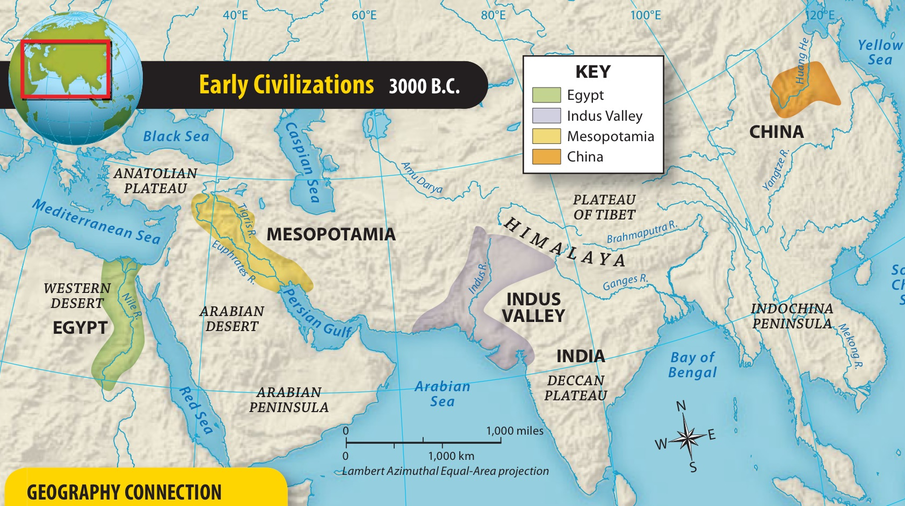 40°E
60°E
80°E
100°E
120°E
Early Civilizations 3000 B.C.
KEY
Egypt
Indus Valley
Mesopotamia
China
Huang He
Yellow
Sea
CHINA
Yangtze R.
Black Sea
Caspian Sea
ANATOLIAN
PLATEAU
Amu Darya
PLATEAU
OF TIBET
Mediterranean Sea
Tigris R.
MESOPOTAMIA
Euphrates R.
HIMALAYA
Brahmaputra R.
Ganges R.
WESTERN
DESERT
Nile R.
EGYPT
ARABIAN
DESERT
Persian Gulf
Indus R.
INDUS
VALLEY
INDOCHINA
PENINSULA
Mekong R.
So
Ch
S
INDIA
DECCAN
PLATEAU
Bay of
Bengal
Red Sea
ARABIAN
PENINSULA
Arabian
Sea
0 1,000 miles
0 1,000 km
Lambert Azimuthal Equal-Area projection
N
W E
S
GEOGRAPHY CONNECTION